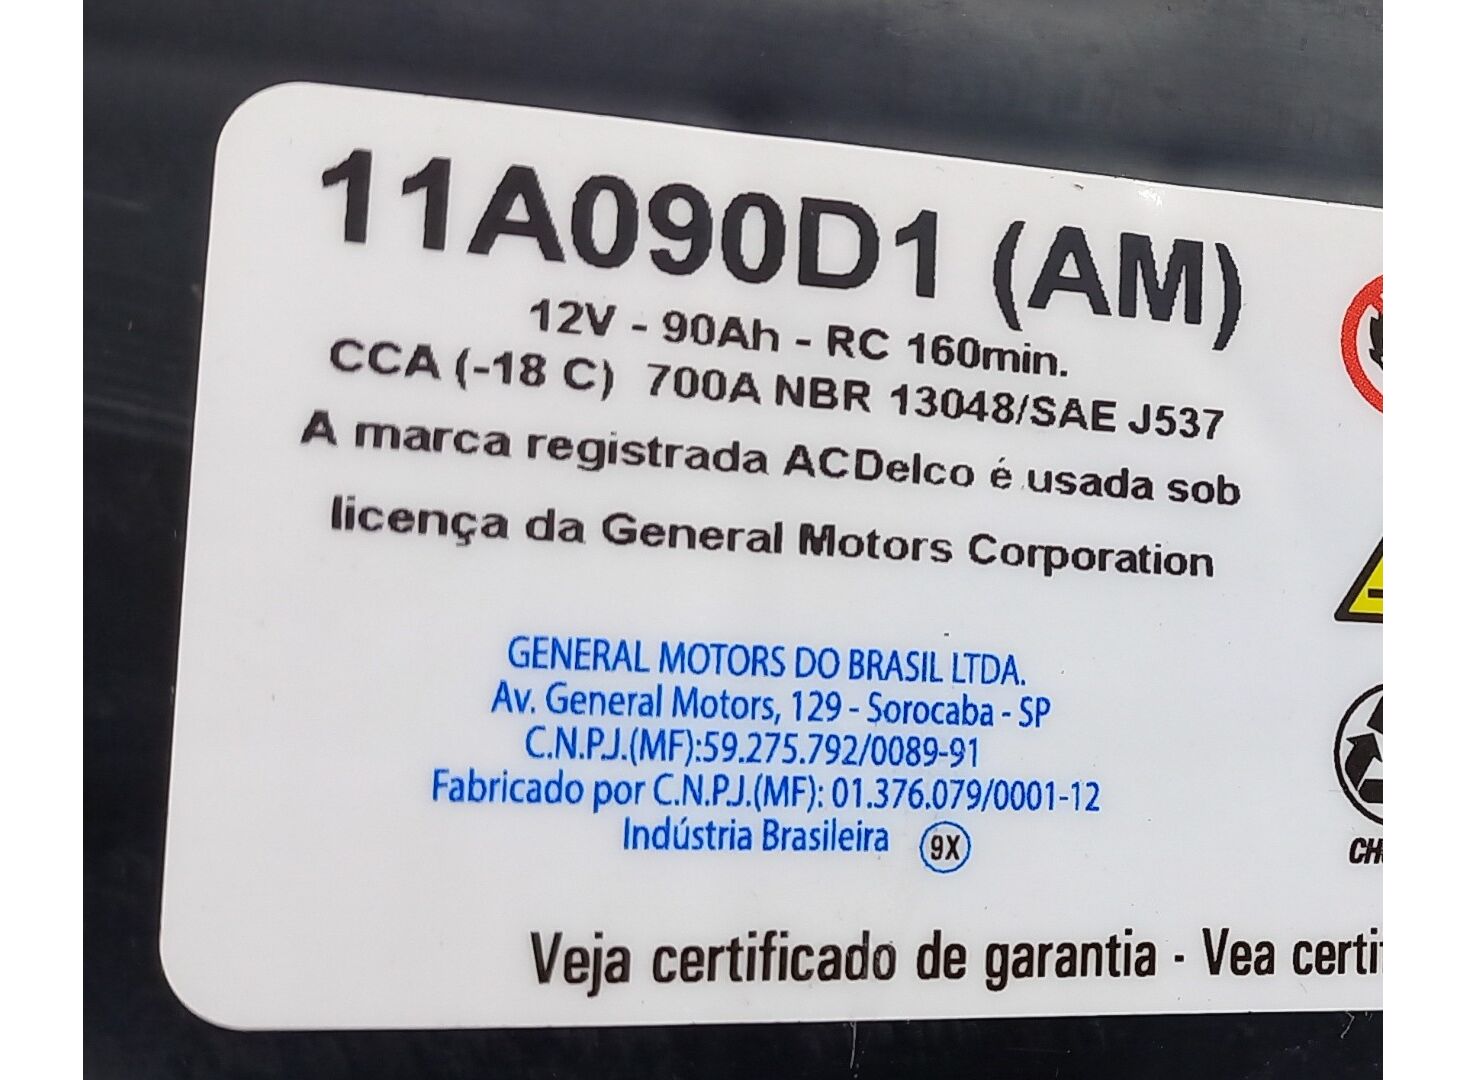 11A090D1 (AM)
12V - 90Ah - RC 160min.
CCA (-18 C) 700A NBR 13048/SAE J537
A marca registrada ACDelco é usada sob
licença da General Motors Corporation
GENERAL MOTORS DO BRASIL LTDA.
Av. General Motors, 129 - Sorocaba - SP
C.N.P.J.(MF):59.275.792/0089-91
Fabricado por C.N.P.J.(MF): 01.376.079/0001-12
Indústria Brasileira 9X
Veja certificado de garantia - Vea